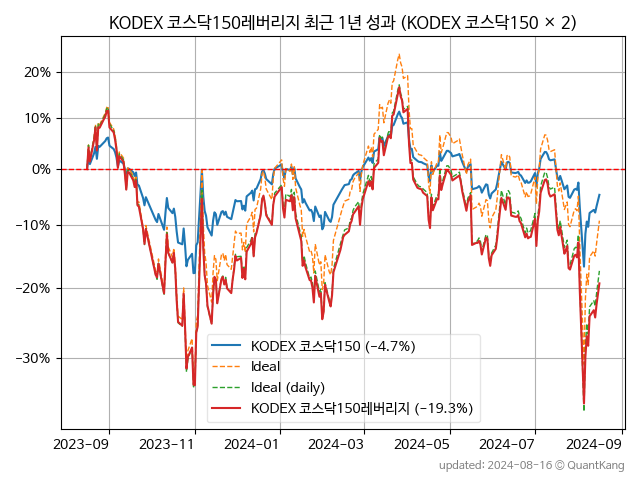 KODEX 코스닥150레버리지 최근 1년 성과 (KODEX 코스닥150 × 2)
20%
10%
0%
−10%
−20%
−30%
KODEX 코스닥150 (−4.7%)
Ideal
Ideal (daily)
KODEX 코스닥150레버리지 (−19.3%)
2023-09 2023-11 2024-01 2024-03 2024-05 2024-07 2024-09
updated: 2024-08-16 © QuantKang